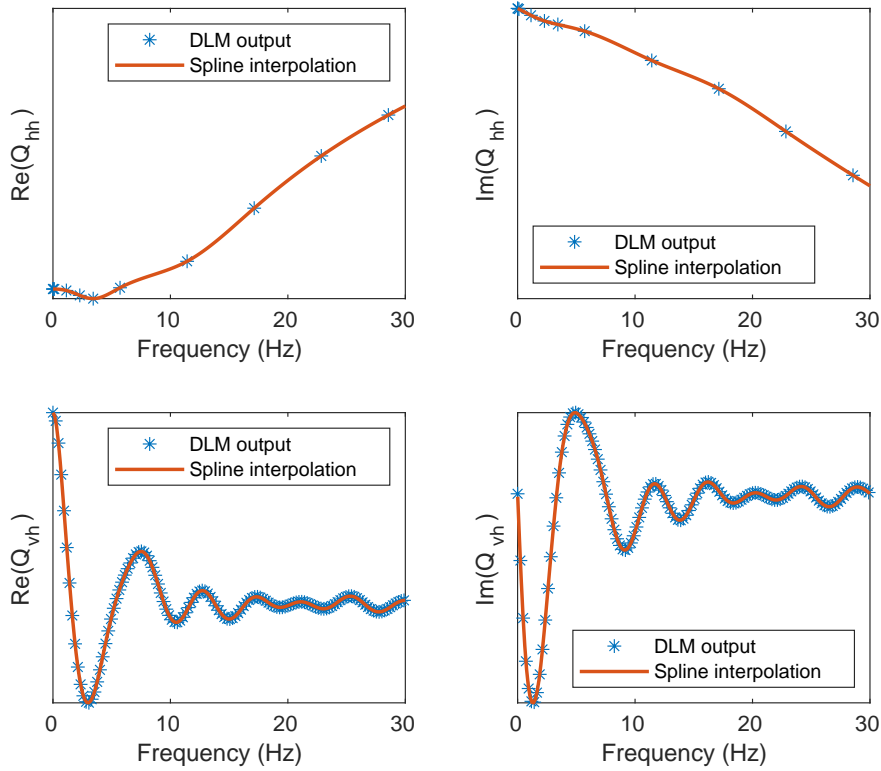 DLM output
Spline interpolation
Re(Q_hh)
0 10 20 30
Frequency (Hz)
Im(Q_hh)
DLM output
Spline interpolation
0 10 20 30
Frequency (Hz)
DLM output
Spline interpolation
Re(Q_vh)
0 10 20 30
Frequency (Hz)
Im(Q_vh)
DLM output
Spline interpolation
0 10 20 30
Frequency (Hz)